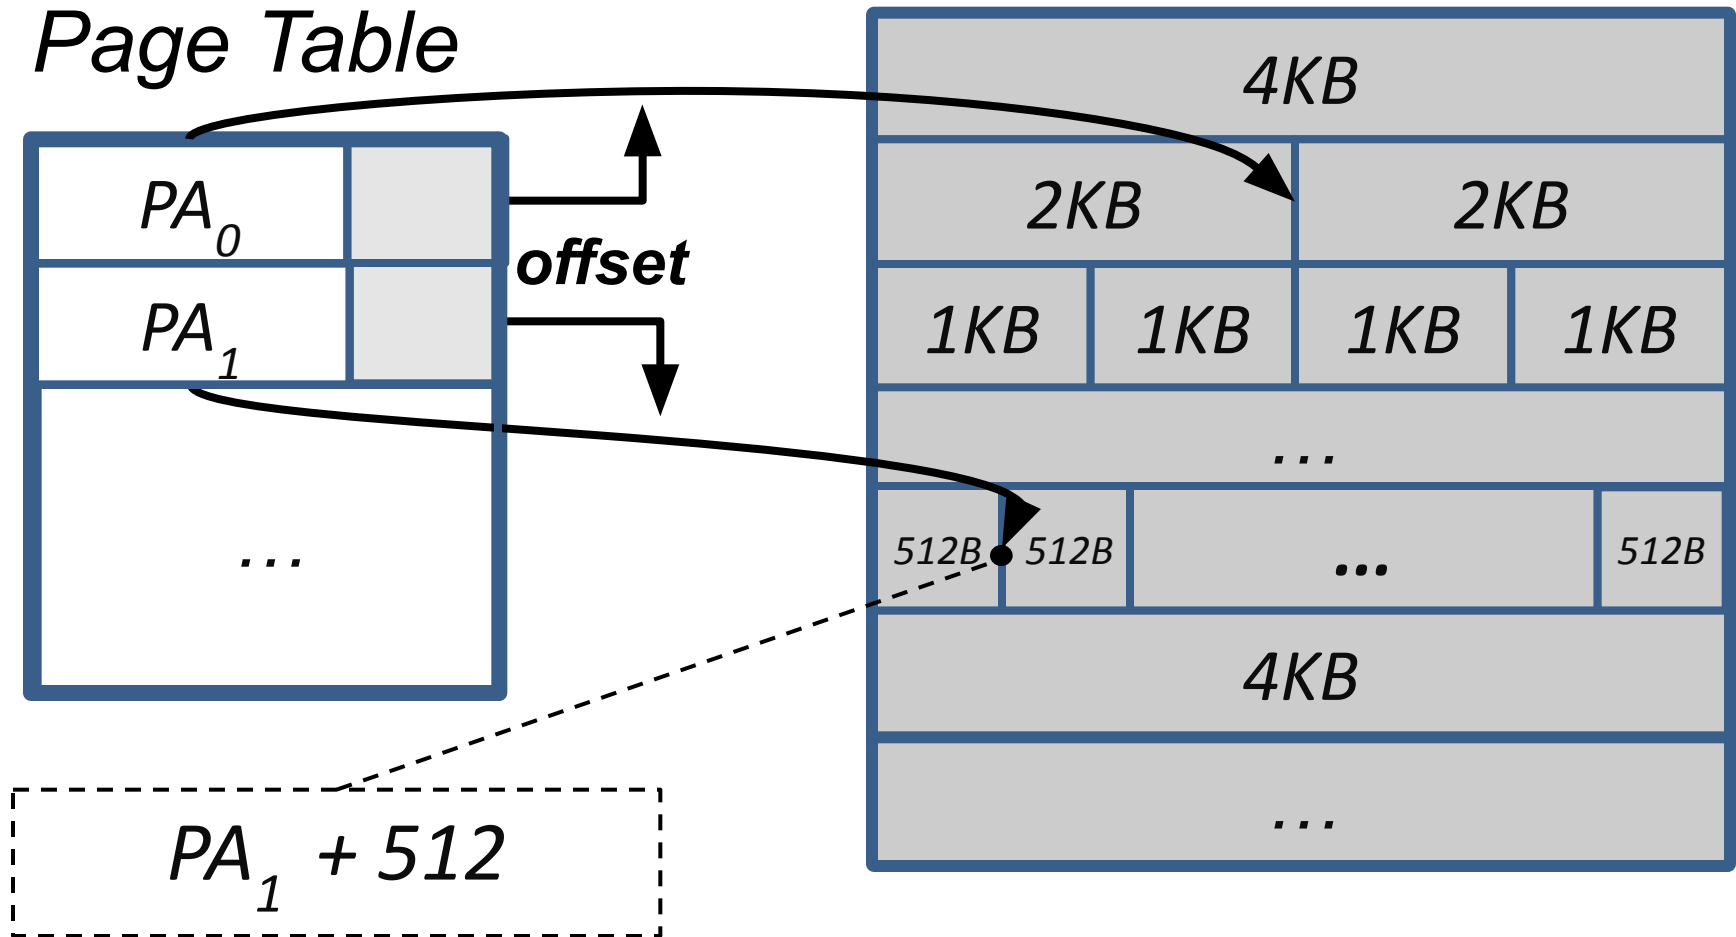 Page Table
PA0
offset
PA1
...
PA1 + 512
4KB
2KB 2KB
1KB 1KB 1KB 1KB
...
512B 512B ... 512B
4KB
...